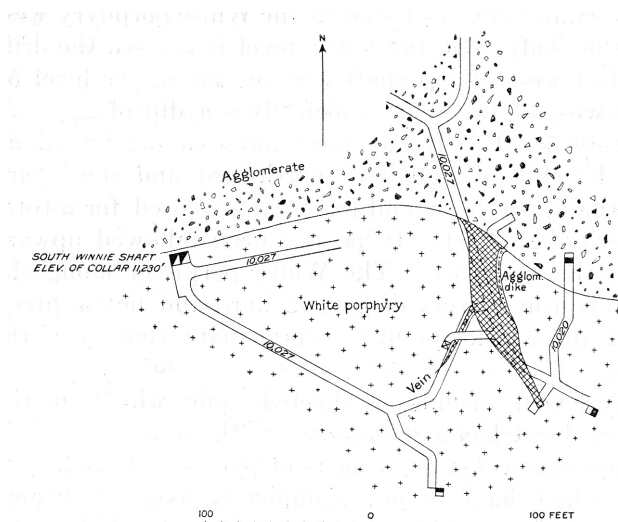 N
10,027
Agglomerate
SOUTH WINNIE SHAFT
ELEV. OF COLLAR 11,230'
10,027
Agglom.
dike
White porphyry
10,020
10,027
Vein
100 0 100 FEET